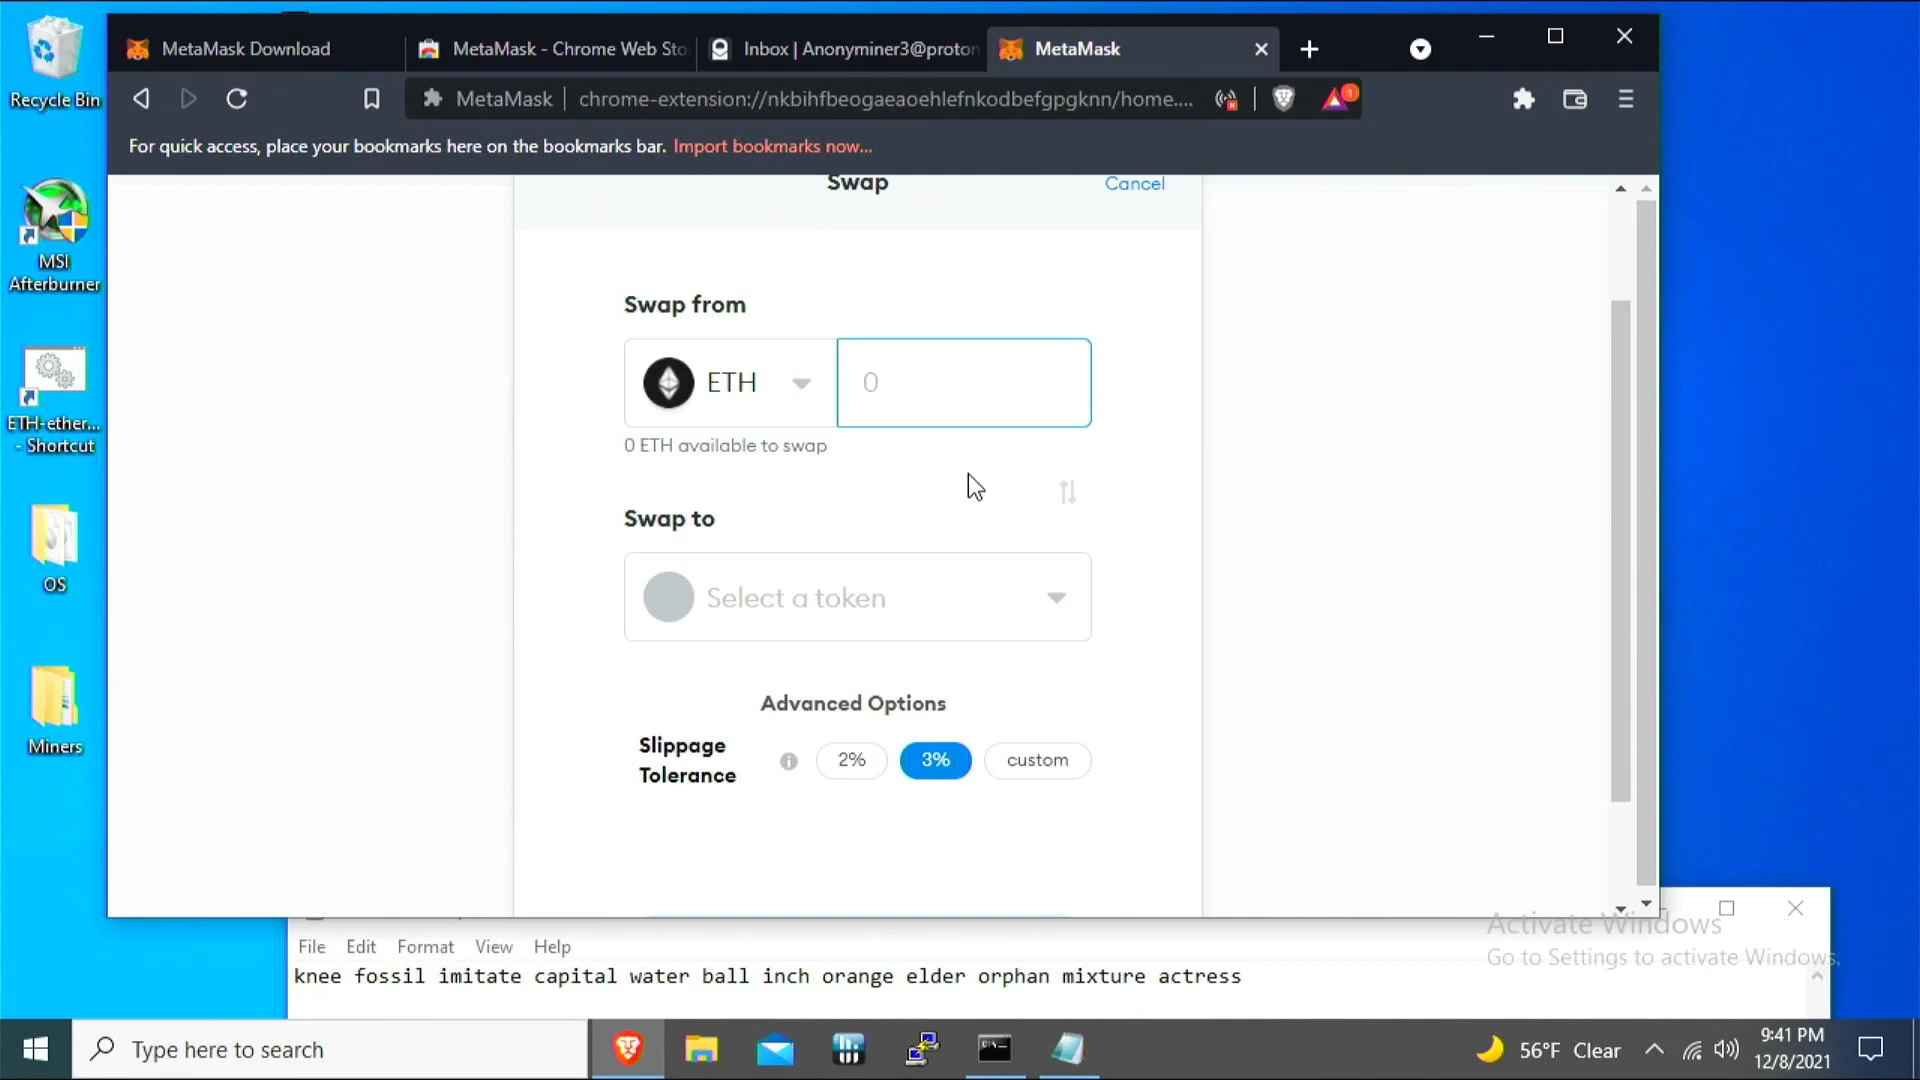 Recycle Bin
MSI
Afterburner
ETH-ether...
- Shortcut
OS
Miners
MetaMask Download
MetaMask - Chrome Web Sto
Inbox | Anonyminer3@proton
MetaMask
MetaMask
chrome-extension://nkbihfbeogaeaoehlefnkodbefgpgknn/home....
1
For quick access, place your bookmarks here on the bookmarks bar. Import bookmarks now...
Swap
Cancel
Swap from
ETH
0
0 ETH available to swap
Swap to
Select a token
Advanced Options
Slippage
Tolerance
2%
3%
custom
Activate Windows
Go to Settings to activate Windows.
File Edit Format View Help
knee fossil imitate capital water ball inch orange elder orphan mixture actress
Type here to search
56°F Clear
9:41 PM
12/8/2021